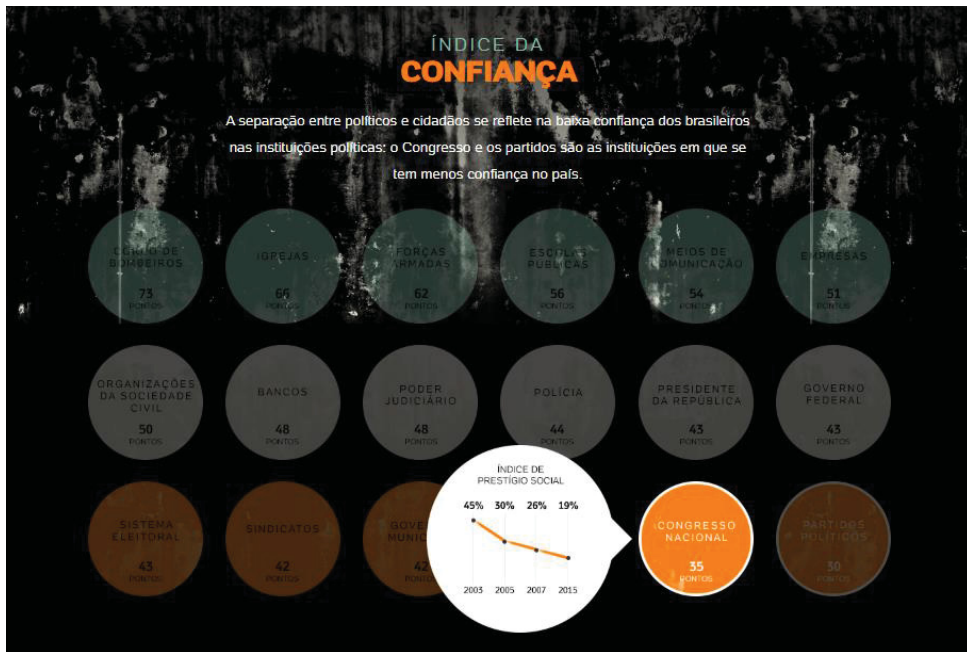 ÍNDICE DA
CONFIANÇA
A separação entre políticos e cidadãos se reflete na baixa confiança dos brasileiros
nas instituições políticas: o Congresso e os partidos são as instituições em que se
tem menos confiança no país.
CORPO DE
BOMBEIROS
73
PONTOS
IGREJAS
66
PONTOS
FORÇAS
ARMADAS
62
PONTOS
ESCOLAS
PÚBLICAS
56
PONTOS
MEIOS DE
COMUNICAÇÃO
54
PONTOS
EMPRESAS
51
PONTOS
ORGANIZAÇÕES
DA SOCIEDADE
CIVIL
50
PONTOS
BANCOS
48
PONTOS
PODER
JUDICIÁRIO
48
PONTOS
POLÍCIA
44
PONTOS
PRESIDENTE
DA REPÚBLICA
43
PONTOS
GOVERNO
FEDERAL
43
PONTOS
SISTEMA
ELEITORAL
43
PONTOS
SINDICATOS
42
PONTOS
42
ÍNDICE DE
PRESTÍGIO SOCIAL
45% 30% 26% 19%
2003 2005 2007 2015
CONGRESSO
NACIONAL
35
PONTOS
PARTIDOS
POLÍTICOS
30
PONTOS